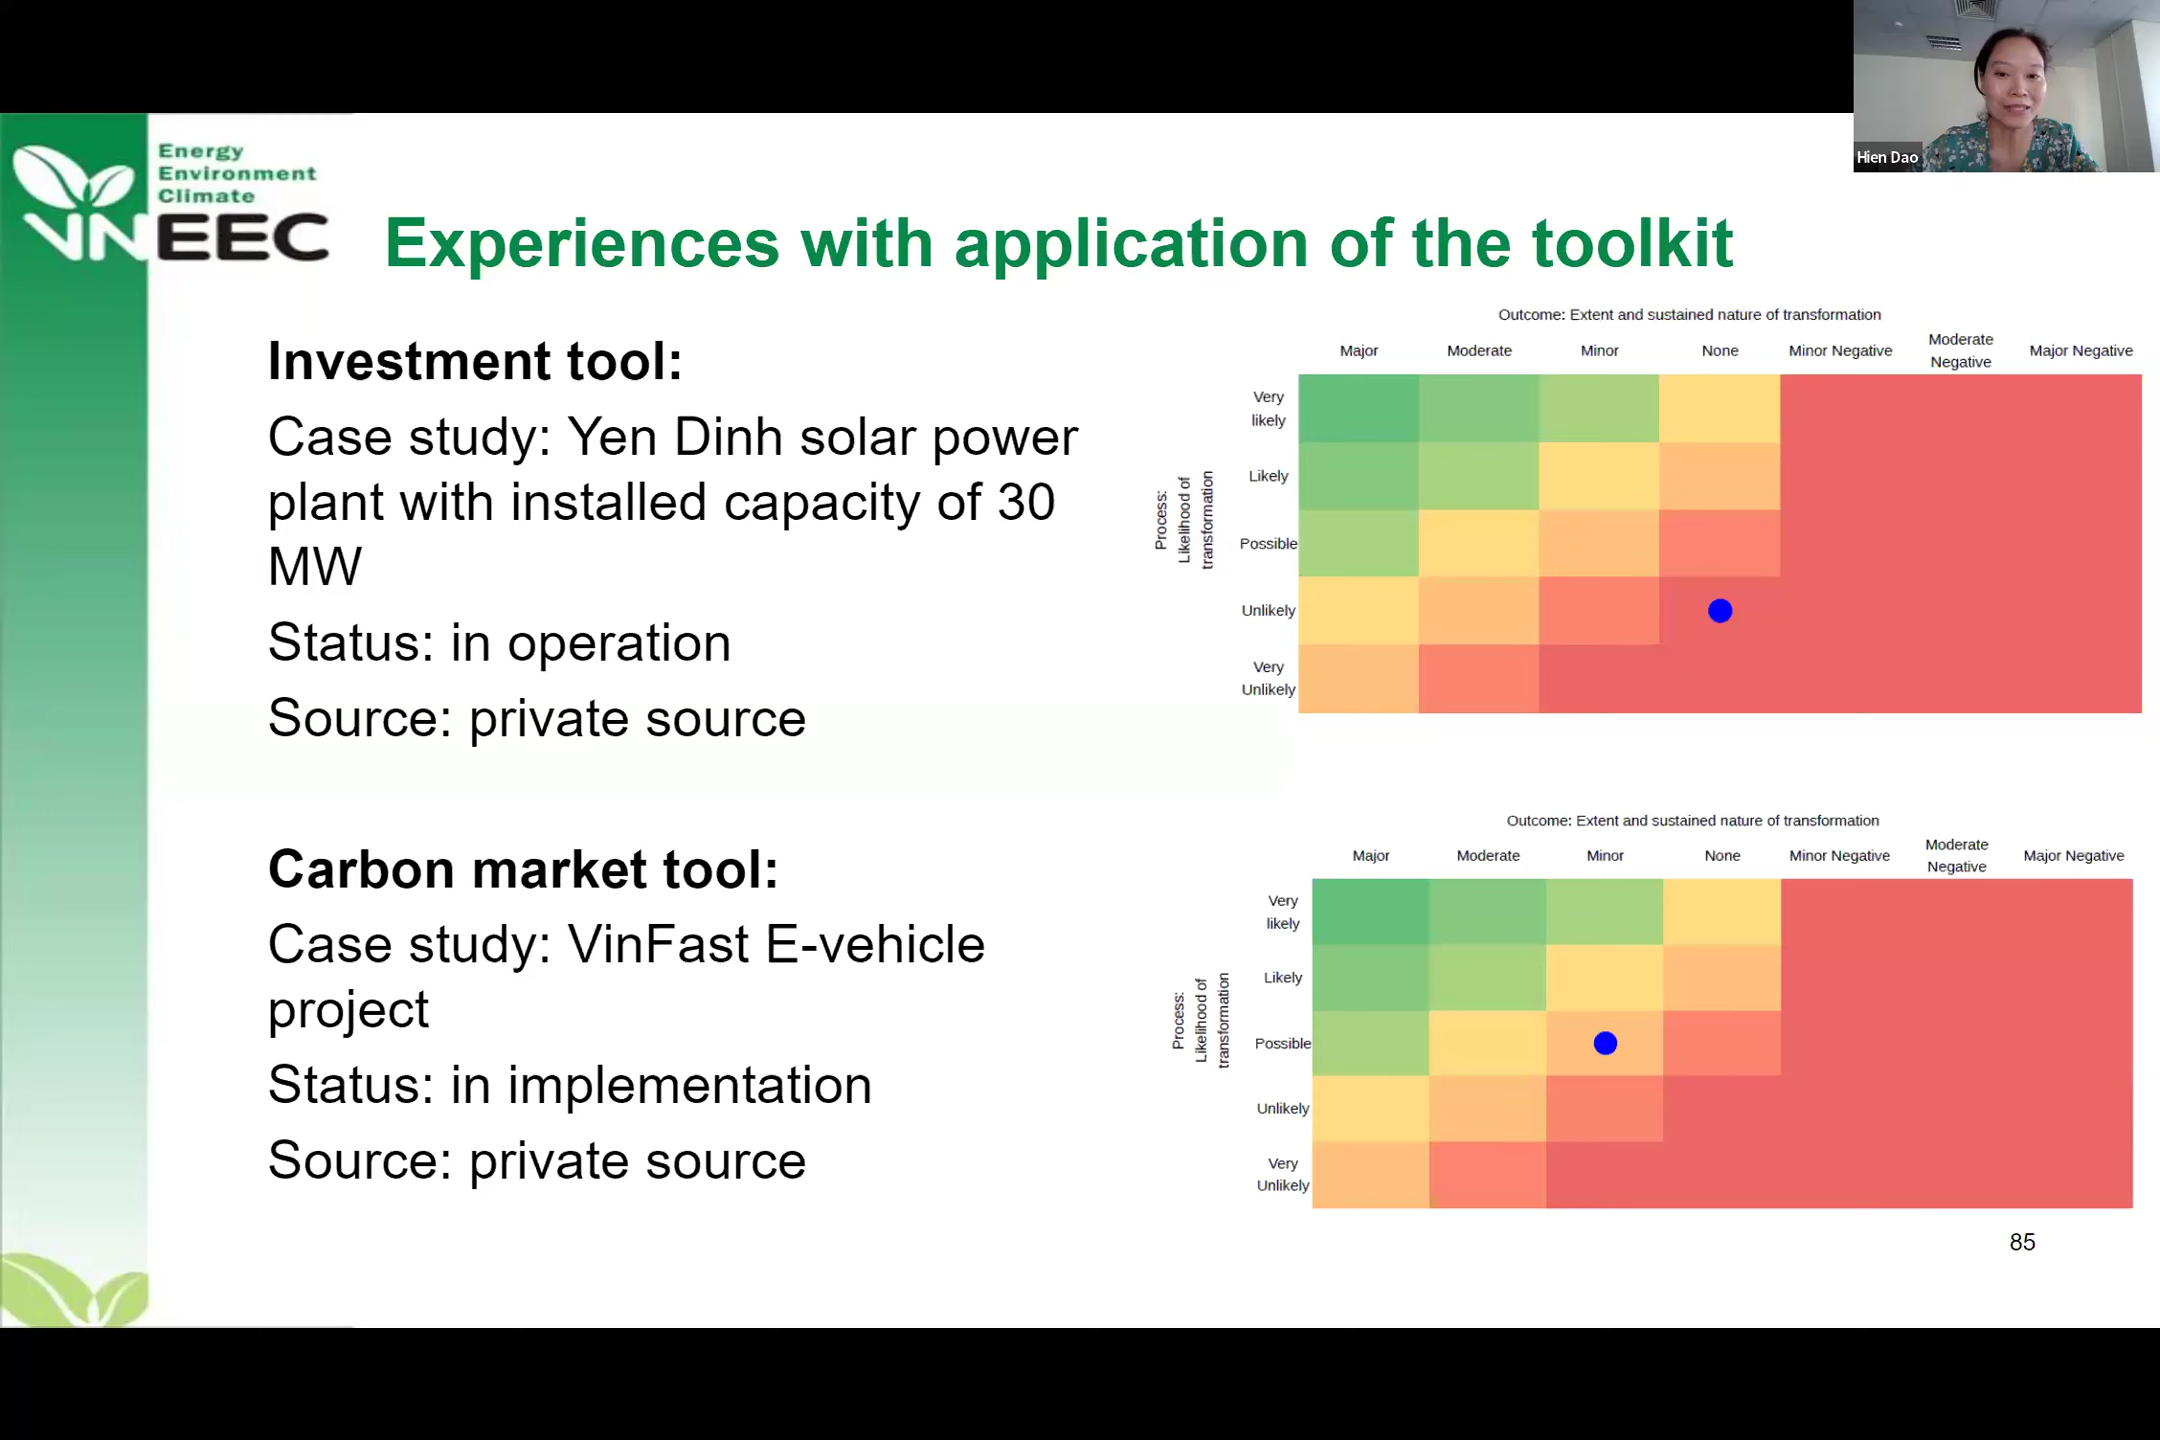 Hien Dao
Energy
Environment
Climate
VNEEC
Experiences with application of the toolkit
Investment tool:
Case study: Yen Dinh solar power
plant with installed capacity of 30
MW
Status: in operation
Source: private source
Outcome: Extent and sustained nature of transformation
Major
Moderate
Minor
None
Minor Negative
Moderate
Negative
Major Negative
Process:
Likelihood of
transformation
Very
likely
Likely
Possible
Unlikely
Very
Unlikely
Carbon market tool:
Case study: VinFast E-vehicle
project
Status: in implementation
Source: private source
Outcome: Extent and sustained nature of transformation
Major
Moderate
Minor
None
Minor Negative
Moderate
Negative
Major Negative
Process:
Likelihood of
transformation
Very
likely
Likely
Possible
Unlikely
Very
Unlikely
85